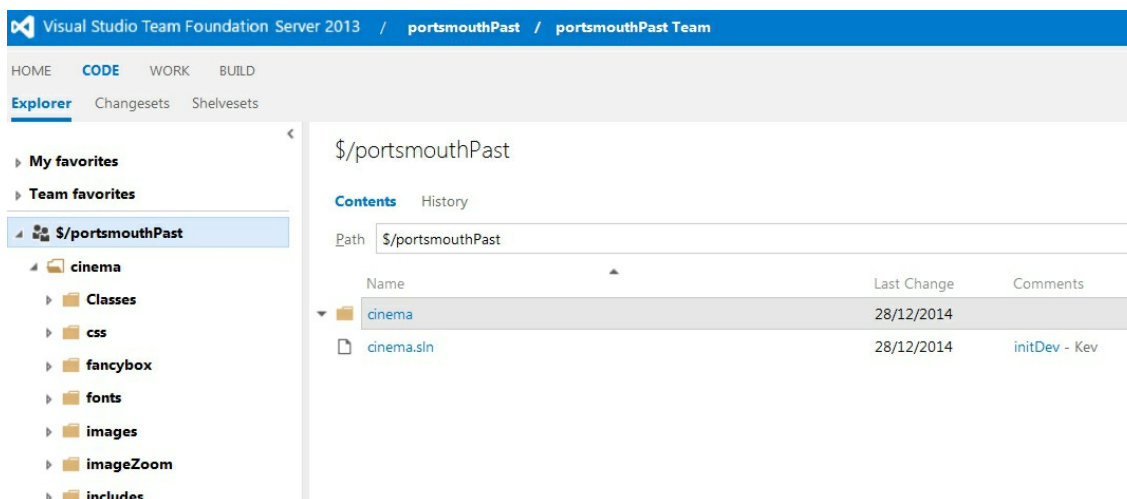 Visual Studio Team Foundation Server 2013 / portsmouthPast / portsmouthPast Team
HOME CODE WORK BUILD
Explorer Changesets Shelvesets
My favorites
Team favorites
$/portsmouthPast
cinema
Classes
css
fancybox
fonts
images
imageZoom
includes
$/portsmouthPast
Contents History
Path $/portsmouthPast
Name Last Change Comments
cinema 28/12/2014
cinema.sln 28/12/2014 initDev - Kev